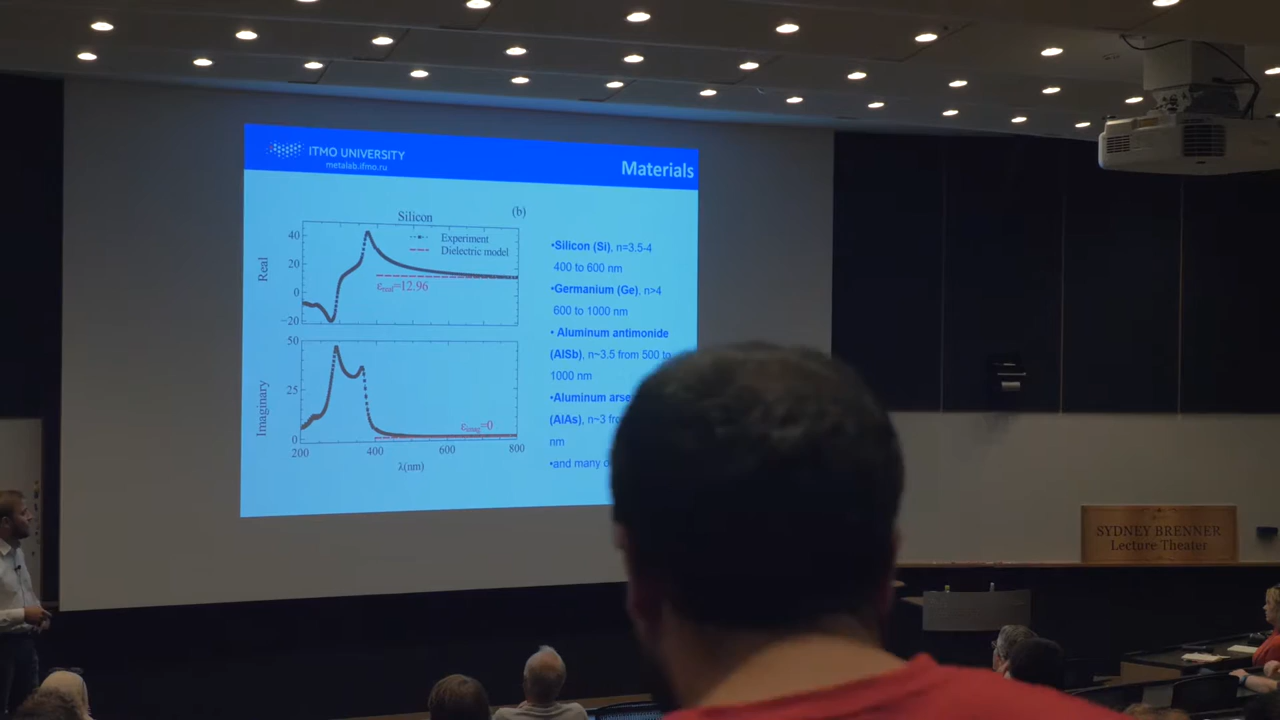 ITMO UNIVERSITY
metalab.ifmo.ru
Materials
Silicon
(b)
Experiment
Dielectric model
Real
40
20
0
−20
εreal=12.96
Imaginary
50
25
0
εimag=0
200
400
600
800
λ(nm)
•Silicon (Si), n=3.5-4
400 to 600 nm
•Germanium (Ge), n>4
600 to 1000 nm
• Aluminum antimonide
(AlSb), n~3.5 from 500 to
1000 nm
•Aluminum
(AlAs), n~3
nm
•and many
SYDNEY BRENNER
Lecture Theater